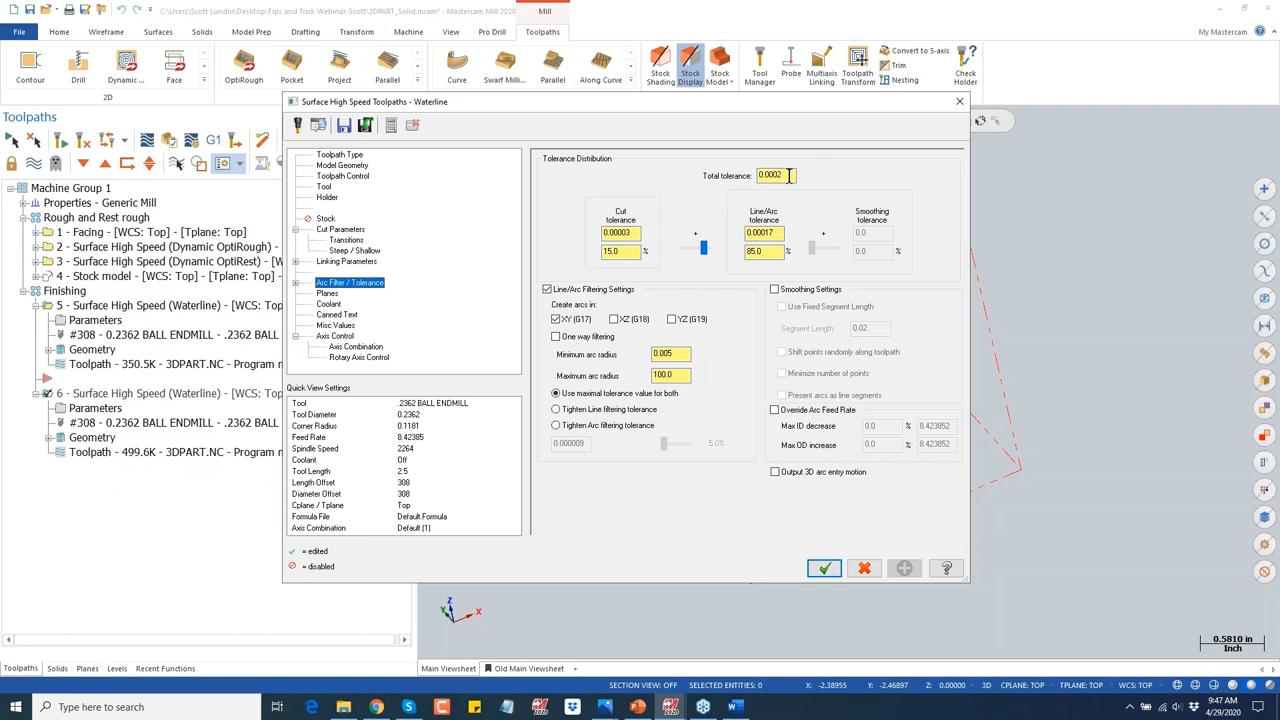 C:\Users\Scott Lundin\Desktop\Tips and Trick Webinar-Scott\3DPART_Solid.mcam* - Mastercam Mill 2020
Mill
File Home Wireframe Surfaces Solids Model Prep Drafting Transform Machine View Pro Drill Toolpaths
My Mastercam
Contour Drill Dynamic ... Face
OptiRough Pocket Project Parallel
Curve Swarf Milli... Parallel Along Curve
Stock Shading
Stock Display
Stock Model
Tool Manager
Probe
Multiaxis Linking
Toolpath Transform
Convert to 5-axis
Trim
Nesting
Check Holder
2D
Toolpaths
G1
Machine Group 1
Properties - Generic Mill
Rough and Rest rough
1 - Facing - [WCS: Top] - [Tplane: Top]
2 - Surface High Speed (Dynamic OptiRough)
3 - Surface High Speed (Dynamic OptiRest)
4 - Stock model - [WCS: Top] - [Tplane: Top]
Finishing
5 - Surface High Speed (Waterline) - [WCS: Top]
Parameters
#308 - 0.2362 BALL ENDMILL - .2362 BALL
Geometry
Toolpath - 350.5K - 3DPART.NC - Program n
6 - Surface High Speed (Waterline) - [WCS: Top]
Parameters
#308 - 0.2362 BALL ENDMILL - .2362 BALL
Geometry
Toolpath - 499.6K - 3DPART.NC - Program n
Surface High Speed Toolpaths - Waterline
Toolpath Type
Model Geometry
Toolpath Control
Tool
Holder
Stock
Cut Parameters
Transitions
Steep / Shallow
Linking Parameters
Arc Filter / Tolerance
Planes
Coolant
Canned Text
Misc Values
Axis Control
Axis Combination
Rotary Axis Control
Quick View Settings
Tool .2362 BALL ENDMILL
Tool Diameter 0.2362
Corner Radius 0.1181
Feed Rate 8.42385
Spindle Speed 2264
Coolant Off
Tool Length 2.5
Length Offset 308
Diameter Offset 308
Cplane / Tplane Top
Formula File Default.Formula
Axis Combination Default (1)
= edited
= disabled
Tolerance Distribution
Total tolerance: 0.0002
Cut tolerance
0.00003
15.0 %
+
Line/Arc tolerance
0.00017
85.0 %
+
Smoothing tolerance
0.0
0.0 %
Line/Arc Filtering Settings
Create arcs in:
XY (G17) XZ (G18) YZ (G19)
One way filtering
Minimum arc radius 0.005
Maximum arc radius 100.0
Use maximal tolerance value for both
Tighten Line filtering tolerance
Tighten Arc filtering tolerance
0.000009 5.0%
Smoothing Settings
Use Fixed Segment Length
Segment Length 0.02
Shift points randomly along toolpath
Minimize number of points
Present arcs as line segments
Override Arc Feed Rate
Max ID decrease 0.0 % 8.423852
Max OD increase 0.0 % 8.423852
Output 3D arc entry motion
Z
Y
X
0.5810 in
Inch
Toolpaths Solids Planes Levels Recent Functions
Main Viewsheet Old Main Viewsheet +
SECTION VIEW: OFF SELECTED ENTITIES: 0 X: -2.38955 Y: -2.46897 Z: 0.00000 3D CPLANE: TOP TPLANE: TOP WCS: TOP
Type here to search
9:47 AM
4/29/2020